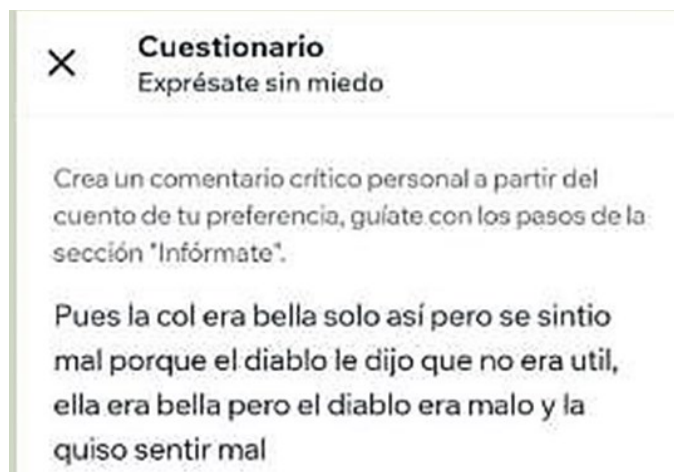 Cuestionario
Exprésate sin miedo
Crea un comentario crítico personal a partir del
cuento de tu preferencia, guíate con los pasos de la
sección "Infórmate".
Pues la col era bella solo así pero se sintio
mal porque el diablo le dijo que no era util,
ella era bella pero el diablo era malo y la
quiso sentir mal